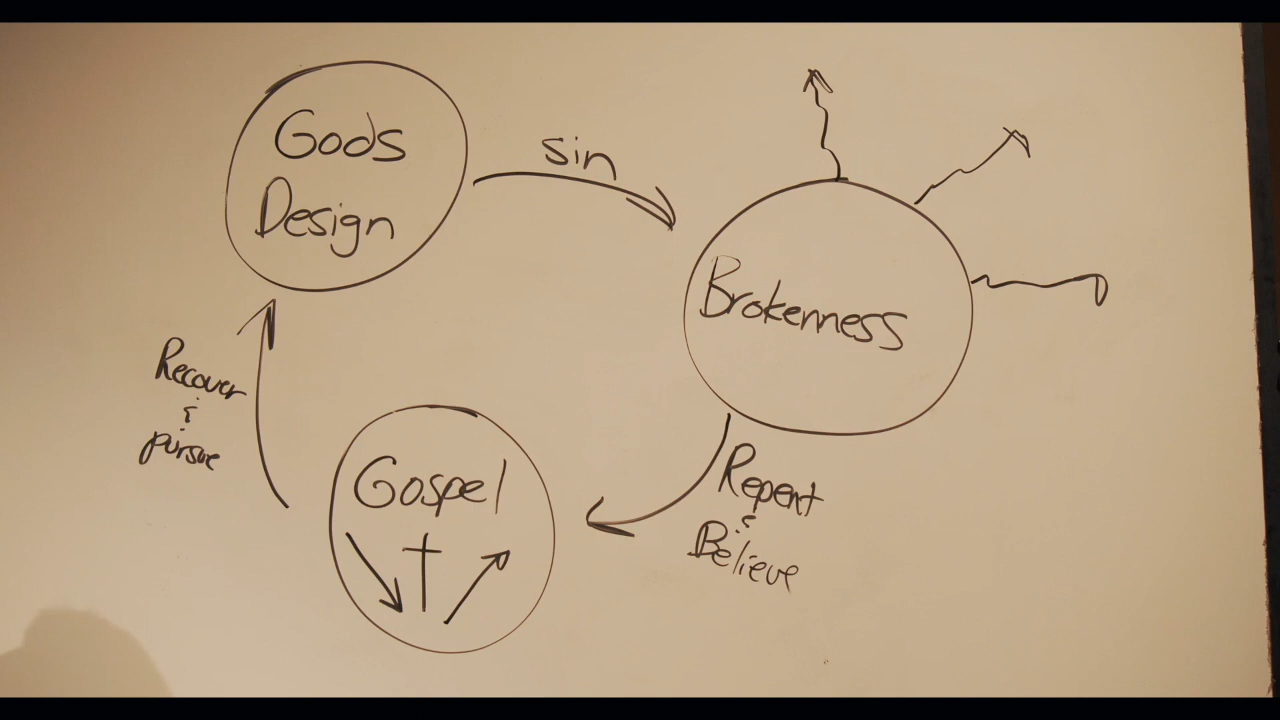 Gods
Design
sin
Brokenness
Repent
&
Believe
Gospel
Recover
&
pursue